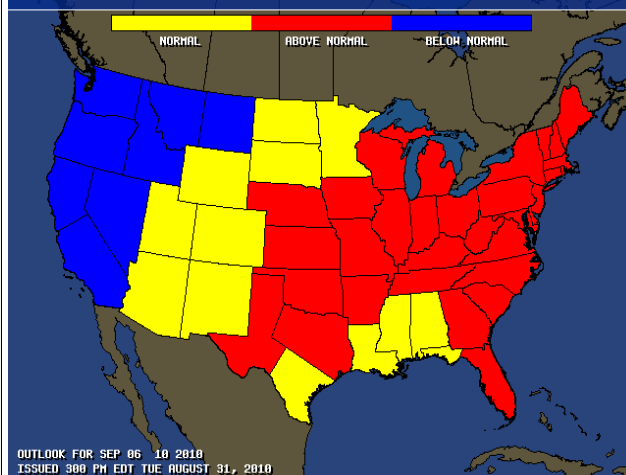 NORMAL ABOVE NORMAL BELOW NORMAL
OUTLOOK FOR SEP 06 10 2010
ISSUED 300 PM EDT TUE AUGUST 31, 2010